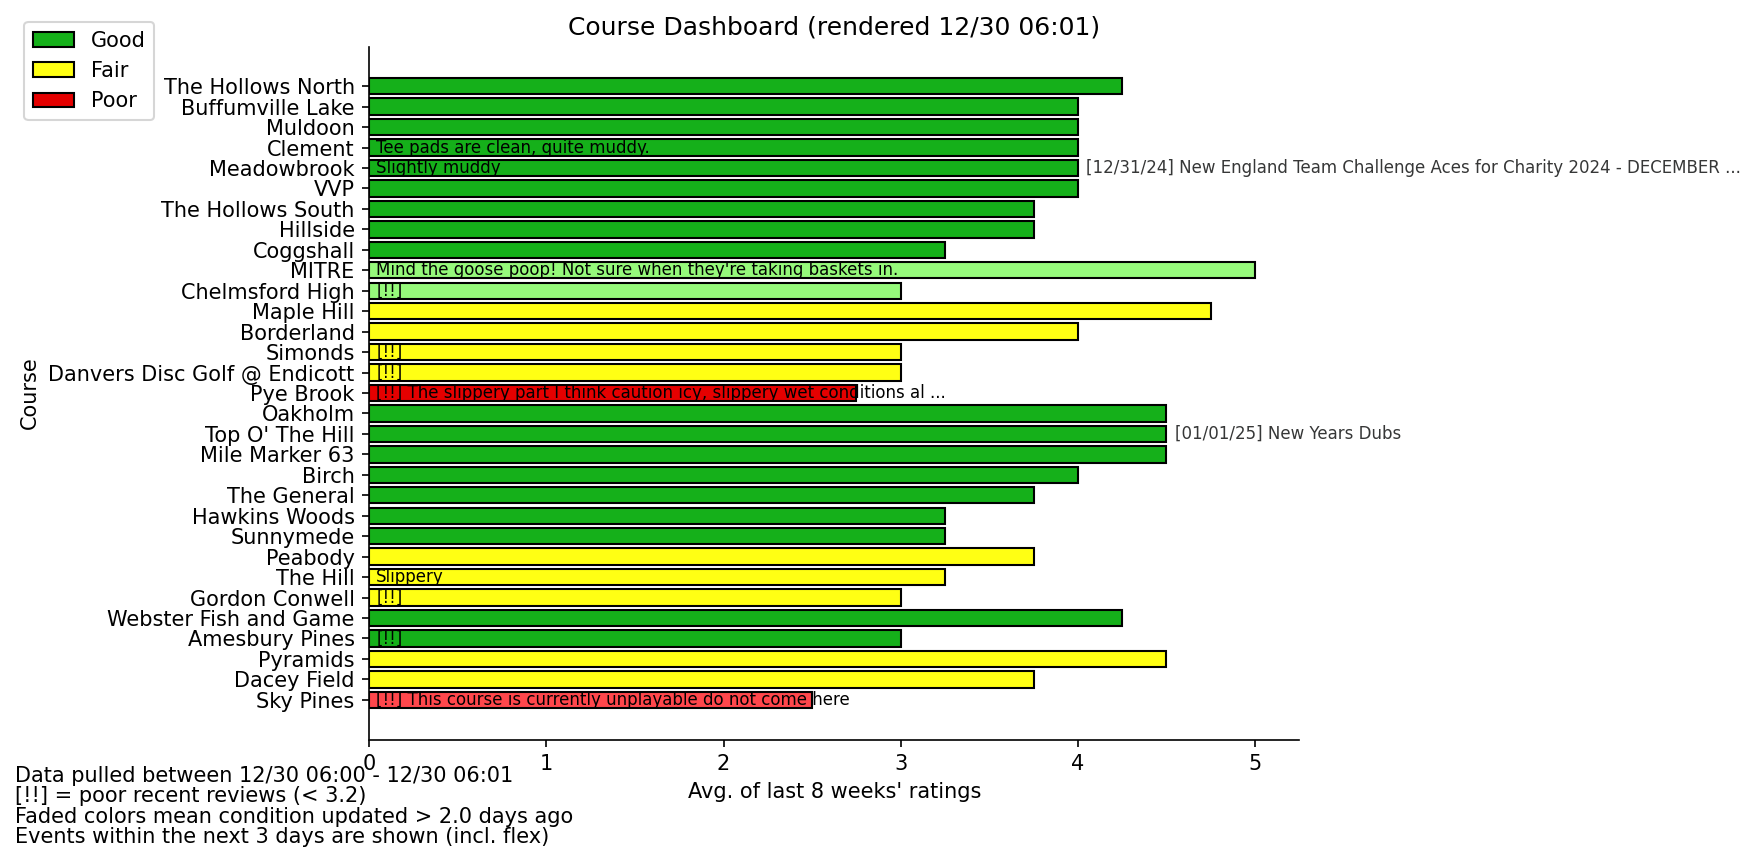 Course Dashboard (rendered 12/30 06:01)
Good
Fair
Poor
The Hollows North
Buffumville Lake
Muldoon
Clement Tee pads are clean, quite muddy.
Meadowbrook Slightly muddy [12/31/24] New England Team Challenge Aces for Charity 2024 - DECEMBER ...
VVP
The Hollows South
Hillside
Coggshall
MITRE Mind the goose poop! Not sure when they're taking baskets in.
Chelmsford High [!!]
Maple Hill
Borderland
Simonds [!!]
Danvers Disc Golf @ Endicott [!!]
Pye Brook [!!] The slippery part I think caution icy, slippery wet conditions al ...
Oakholm
Top O' The Hill [01/01/25] New Years Dubs
Mile Marker 63
Birch
The General
Hawkins Woods
Sunnymede
Peabody
The Hill Slippery
Gordon Conwell [!!]
Webster Fish and Game
Amesbury Pines [!!]
Pyramids
Dacey Field
Sky Pines [!!] This course is currently unplayable do not come here
Course
0 1 2 3 4 5
Avg. of last 8 weeks' ratings
Data pulled between 12/30 06:00 - 12/30 06:01
[!!] = poor recent reviews (< 3.2)
Faded colors mean condition updated > 2.0 days ago
Events within the next 3 days are shown (incl. flex)